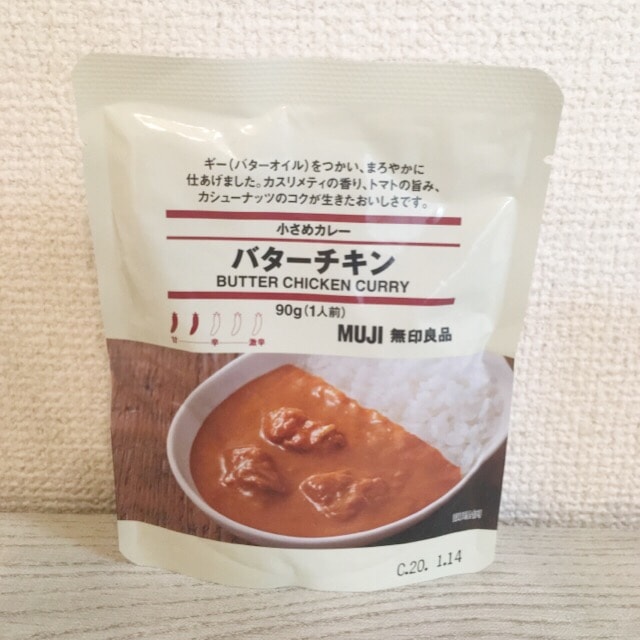 ギー（バターオイル）をつかい、まろやかに
仕あげました。カスリメティの香り、トマトの旨み、
カシューナッツのコクが生きたおいしさです。
小さめカレー
バターチキン
BUTTER CHICKEN CURRY
90g（1人前）
辛 激辛
MUJI 無印良品
C.20. 1.14